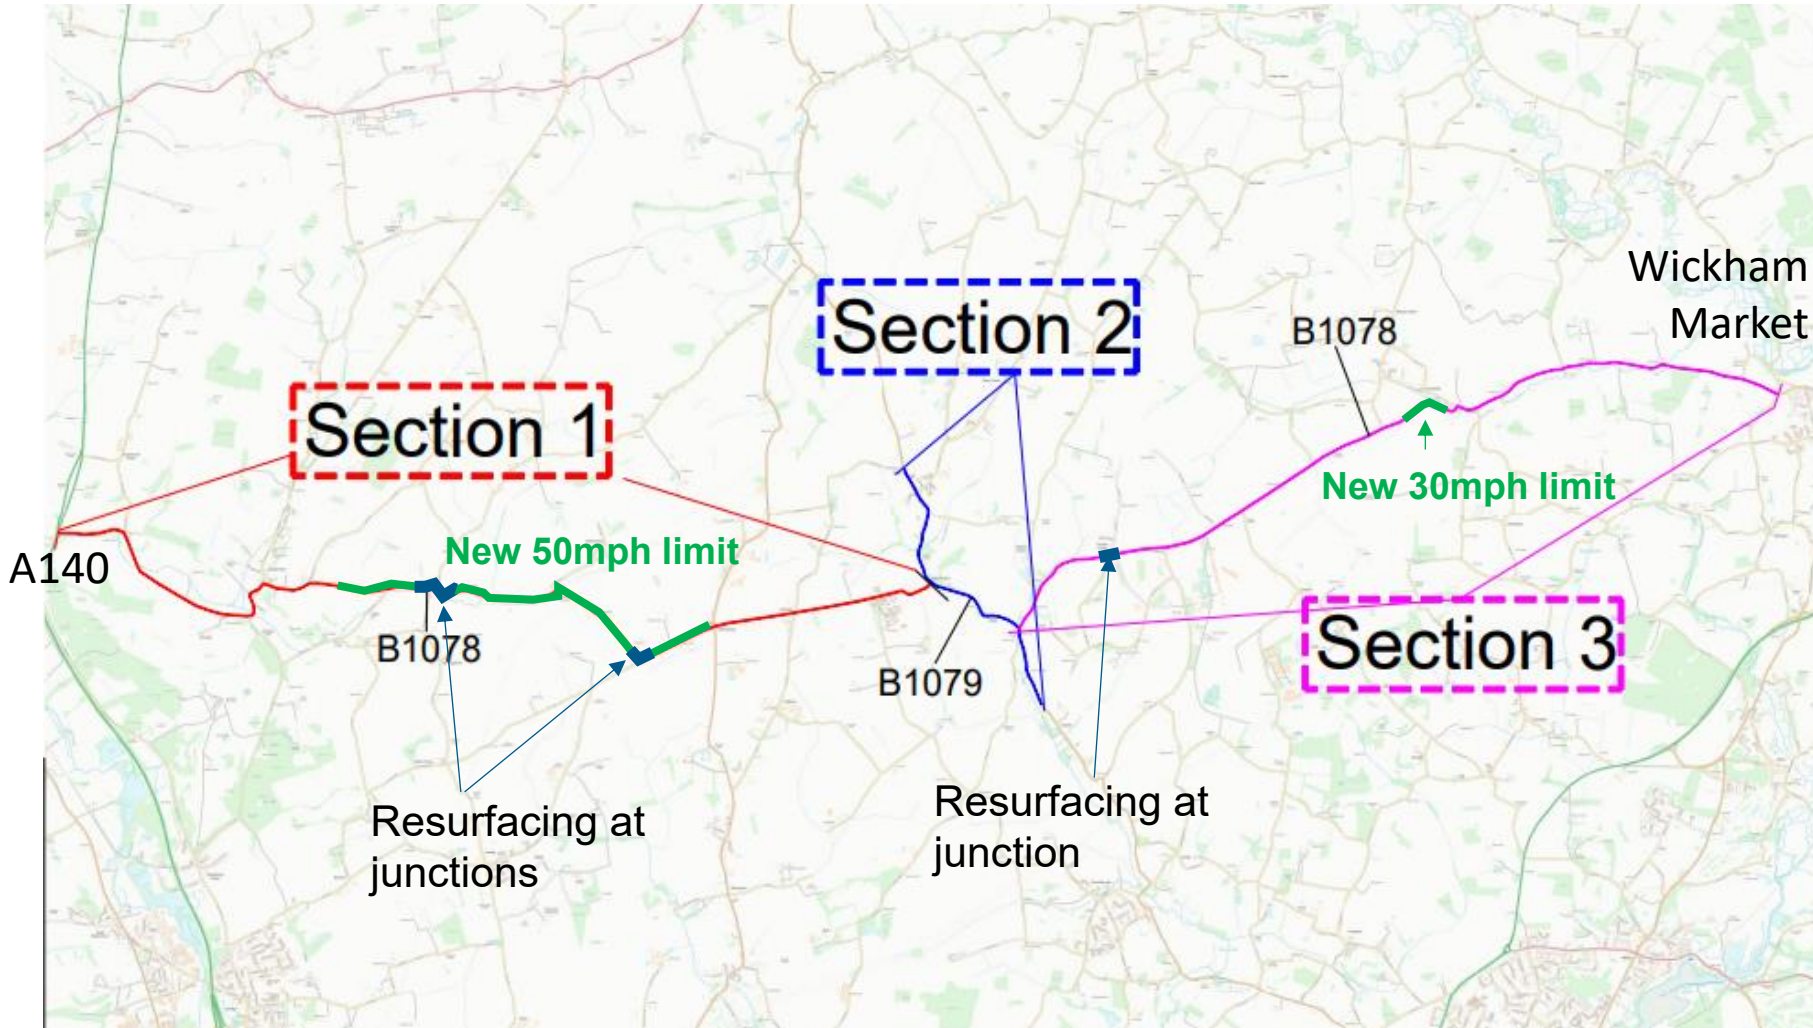 Wickham
Market
Section 2
B1078
Section 1
New 30mph limit
New 50mph limit
A140
B1078
Section 3
B1079
Resurfacing at
junctions
Resurfacing at
junction